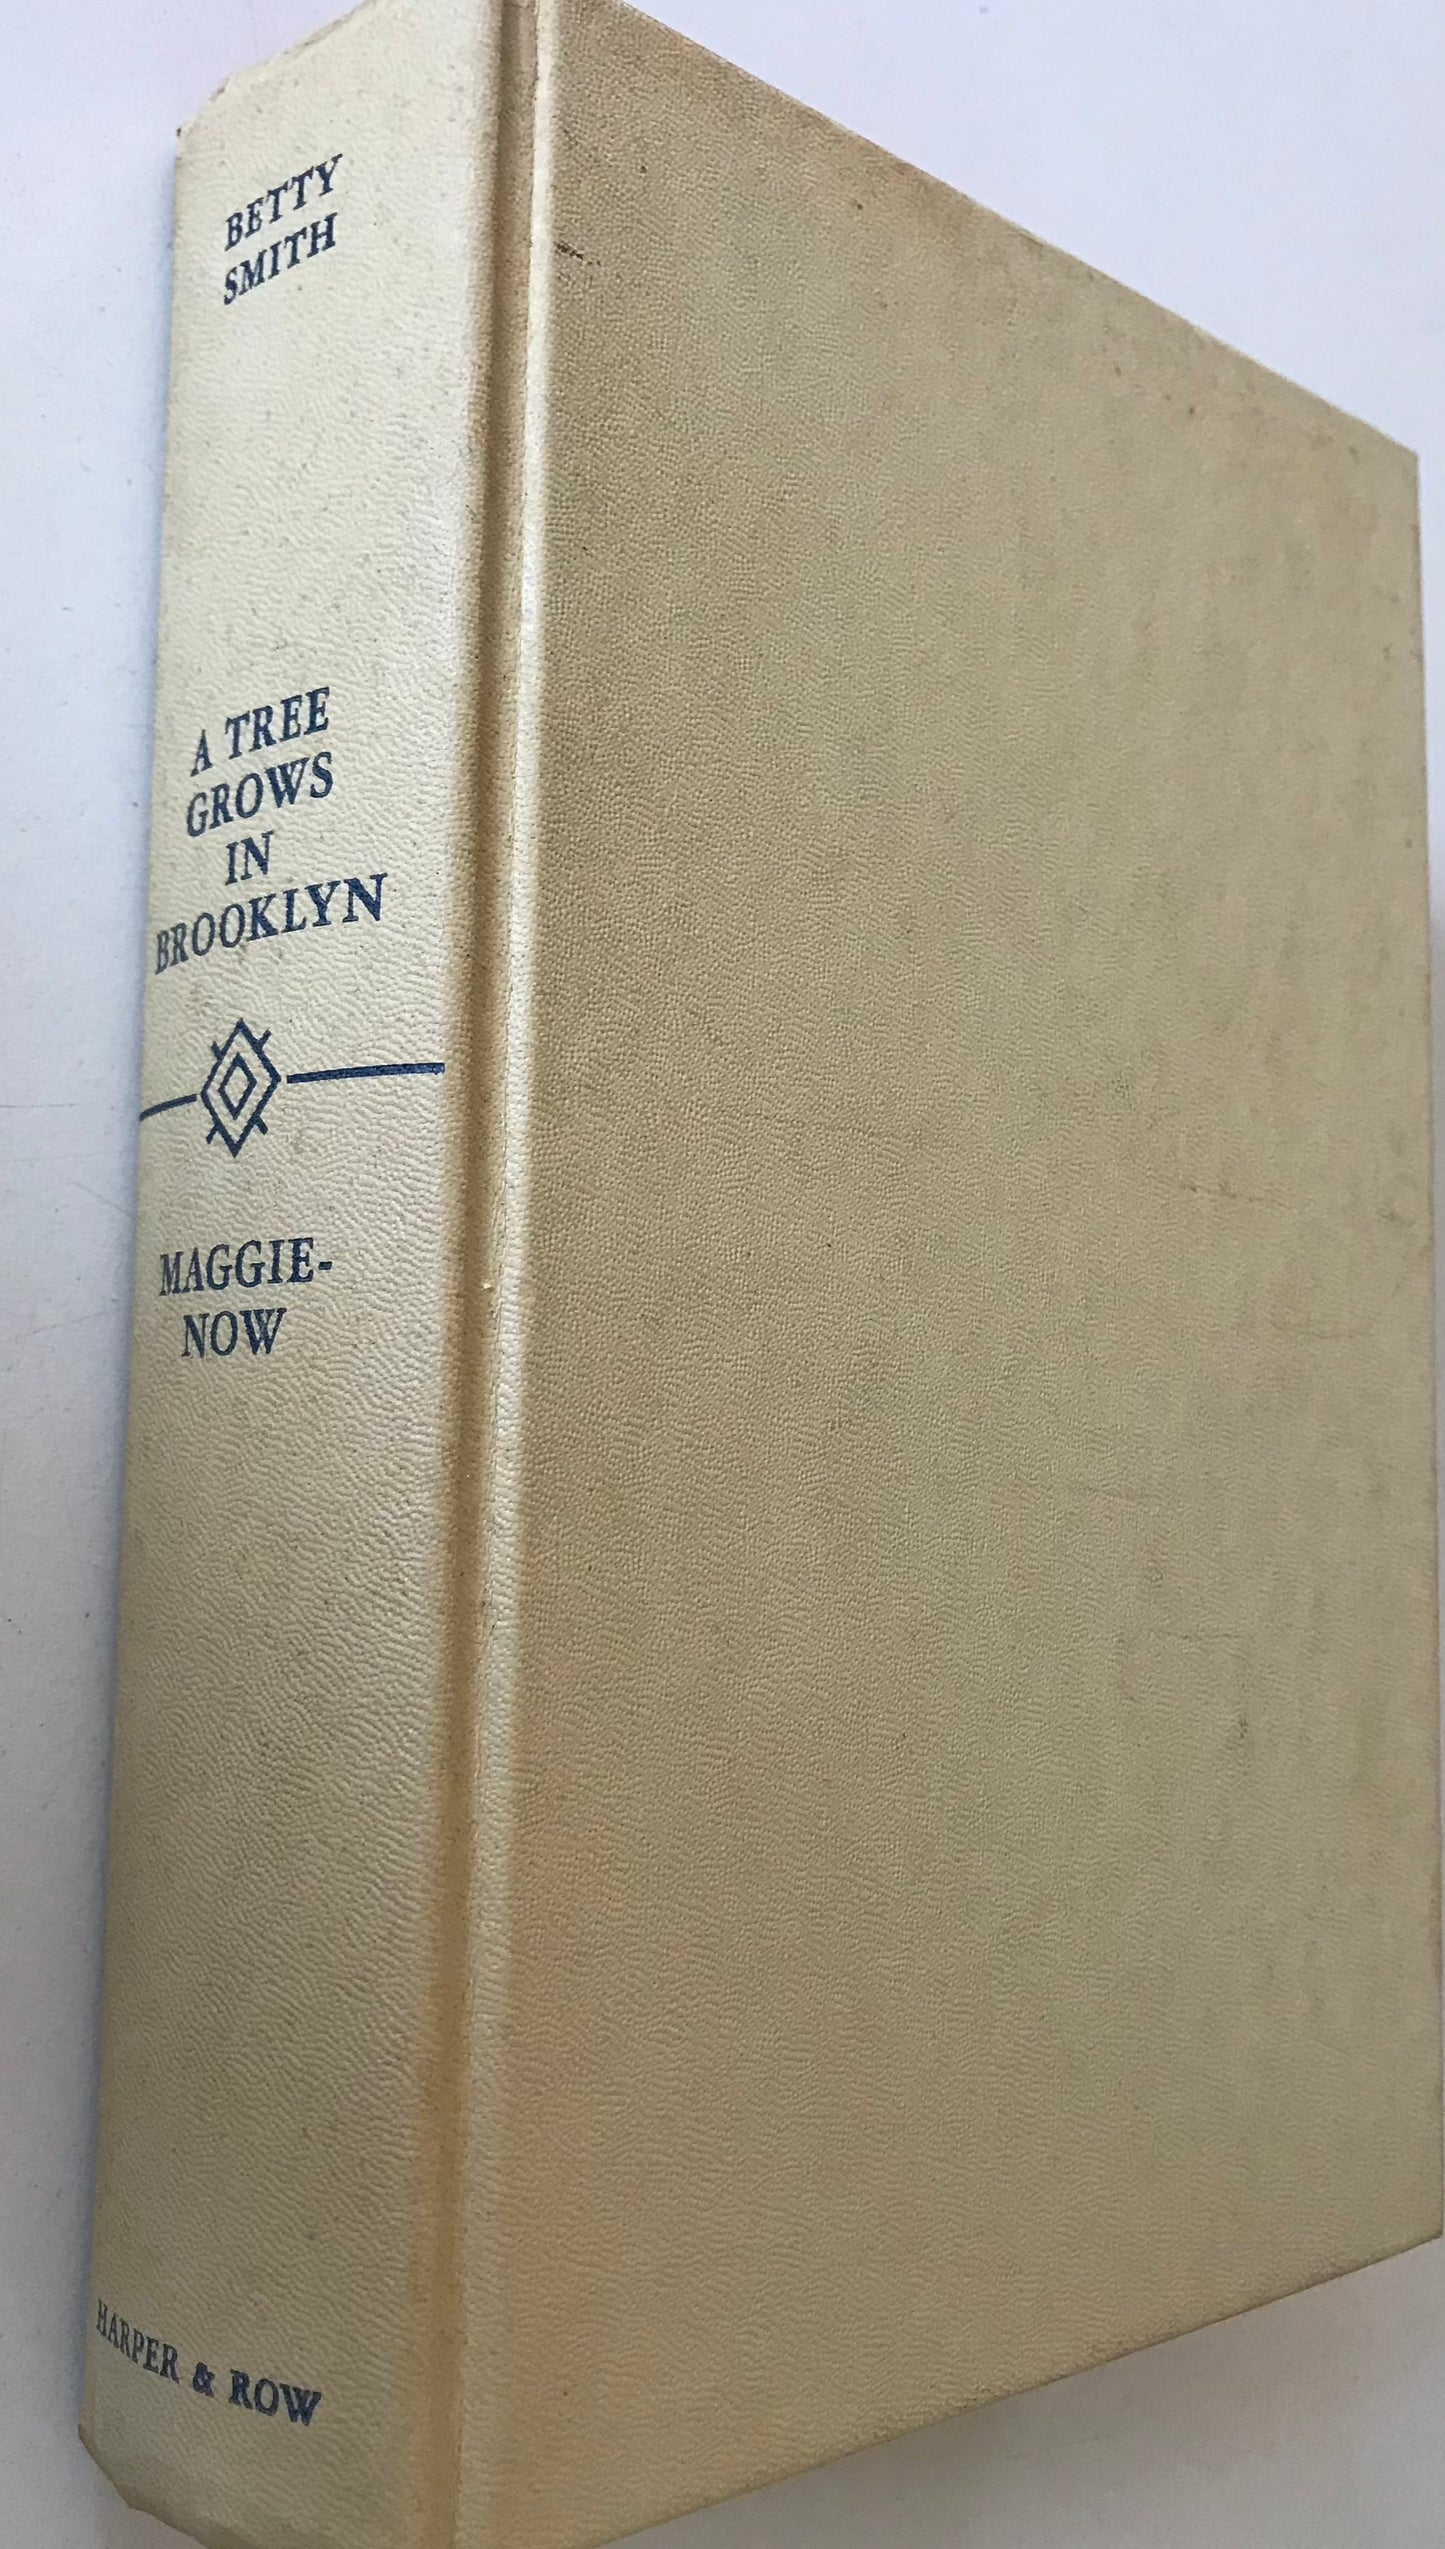 BETTY
SMITH
A TREE
GROWS
IN
BROOKLYN
MAGGIE-
NOW
HARPER & ROW